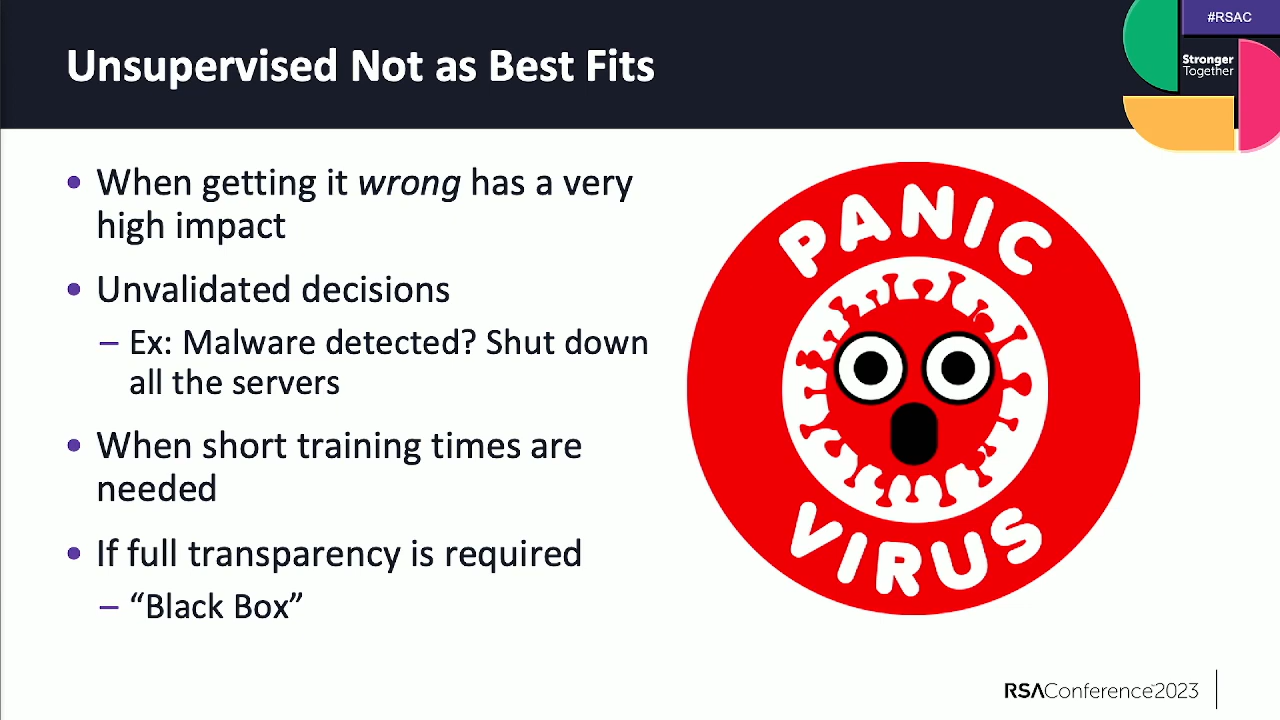 #RSAC
Stronger
Together
Unsupervised Not as Best Fits
• When getting it wrong has a very
high impact
• Unvalidated decisions
– Ex: Malware detected? Shut down
all the servers
• When short training times are
needed
• If full transparency is required
– “Black Box”
PANIC
VIRUS
RSAConference™2023